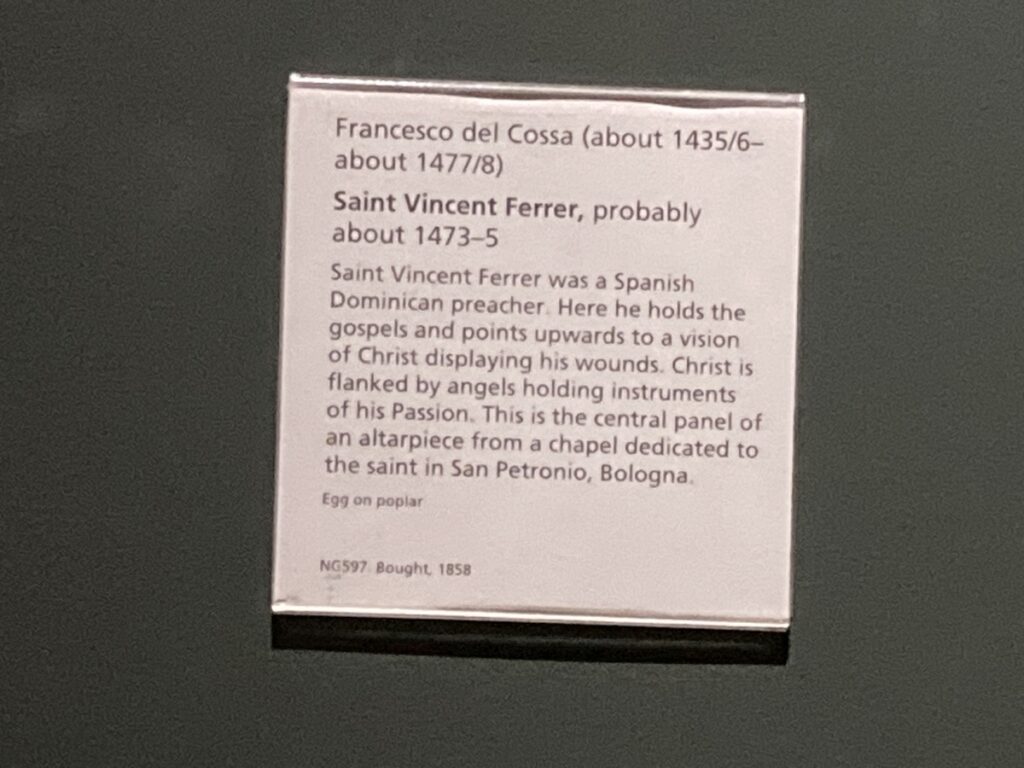 Francesco del Cossa (about 1435/6–
about 1477/8)
Saint Vincent Ferrer, probably
about 1473–5
Saint Vincent Ferrer was a Spanish
Dominican preacher. Here he holds the
gospels and points upwards to a vision
of Christ displaying his wounds. Christ is
flanked by angels holding instruments
of his Passion. This is the central panel of
an altarpiece from a chapel dedicated to
the saint in San Petronio, Bologna.
Egg on poplar
NG597. Bought, 1858